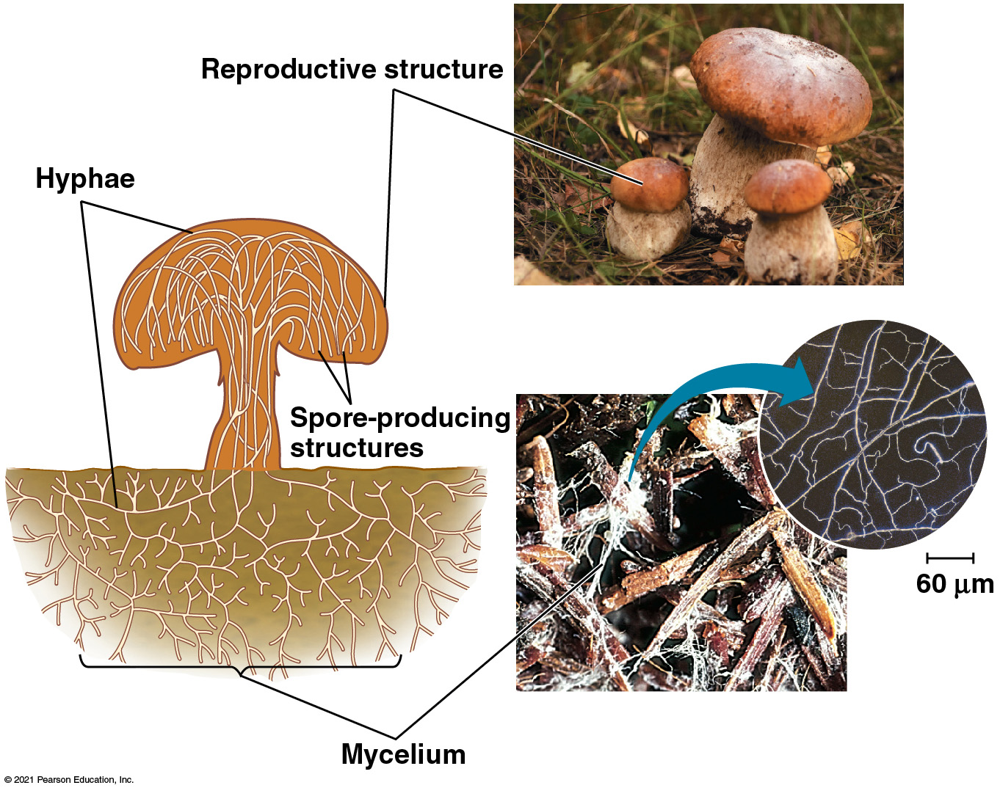 Reproductive structure
Hyphae
Spore-producing
structures
60 μm
Mycelium
© 2021 Pearson Education, Inc.